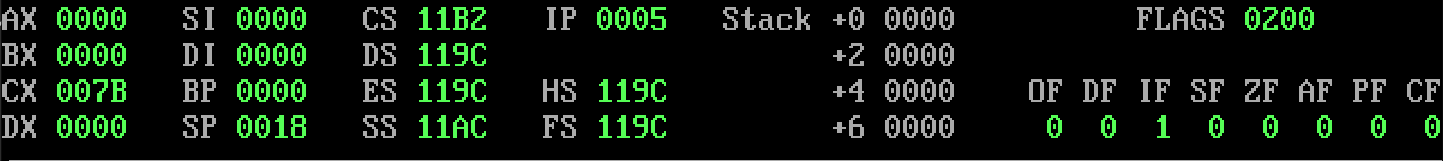 AX 0000 SI 0000 CS 11B2 IP 0005 Stack +0 0000 FLAGS 0200
BX 0000 DI 0000 DS 119C +2 0000
CX 007B BP 0000 ES 119C HS 119C +4 0000 OF DF IF SF ZF AF PF CF
DX 0000 SP 0018 SS 11AC FS 119C +6 0000 0 0 1 0 0 0 0 0